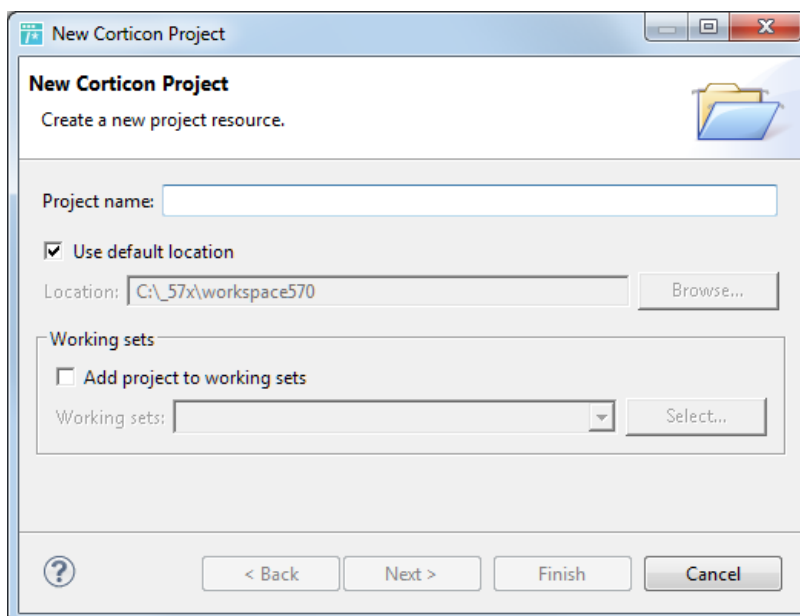 New Corticon Project
New Corticon Project
Create a new project resource.
Project name:
Use default location
Location: C:\_57x\workspace570 Browse...
Working sets
Add project to working sets
Working sets: Select...
? < Back Next > Finish Cancel